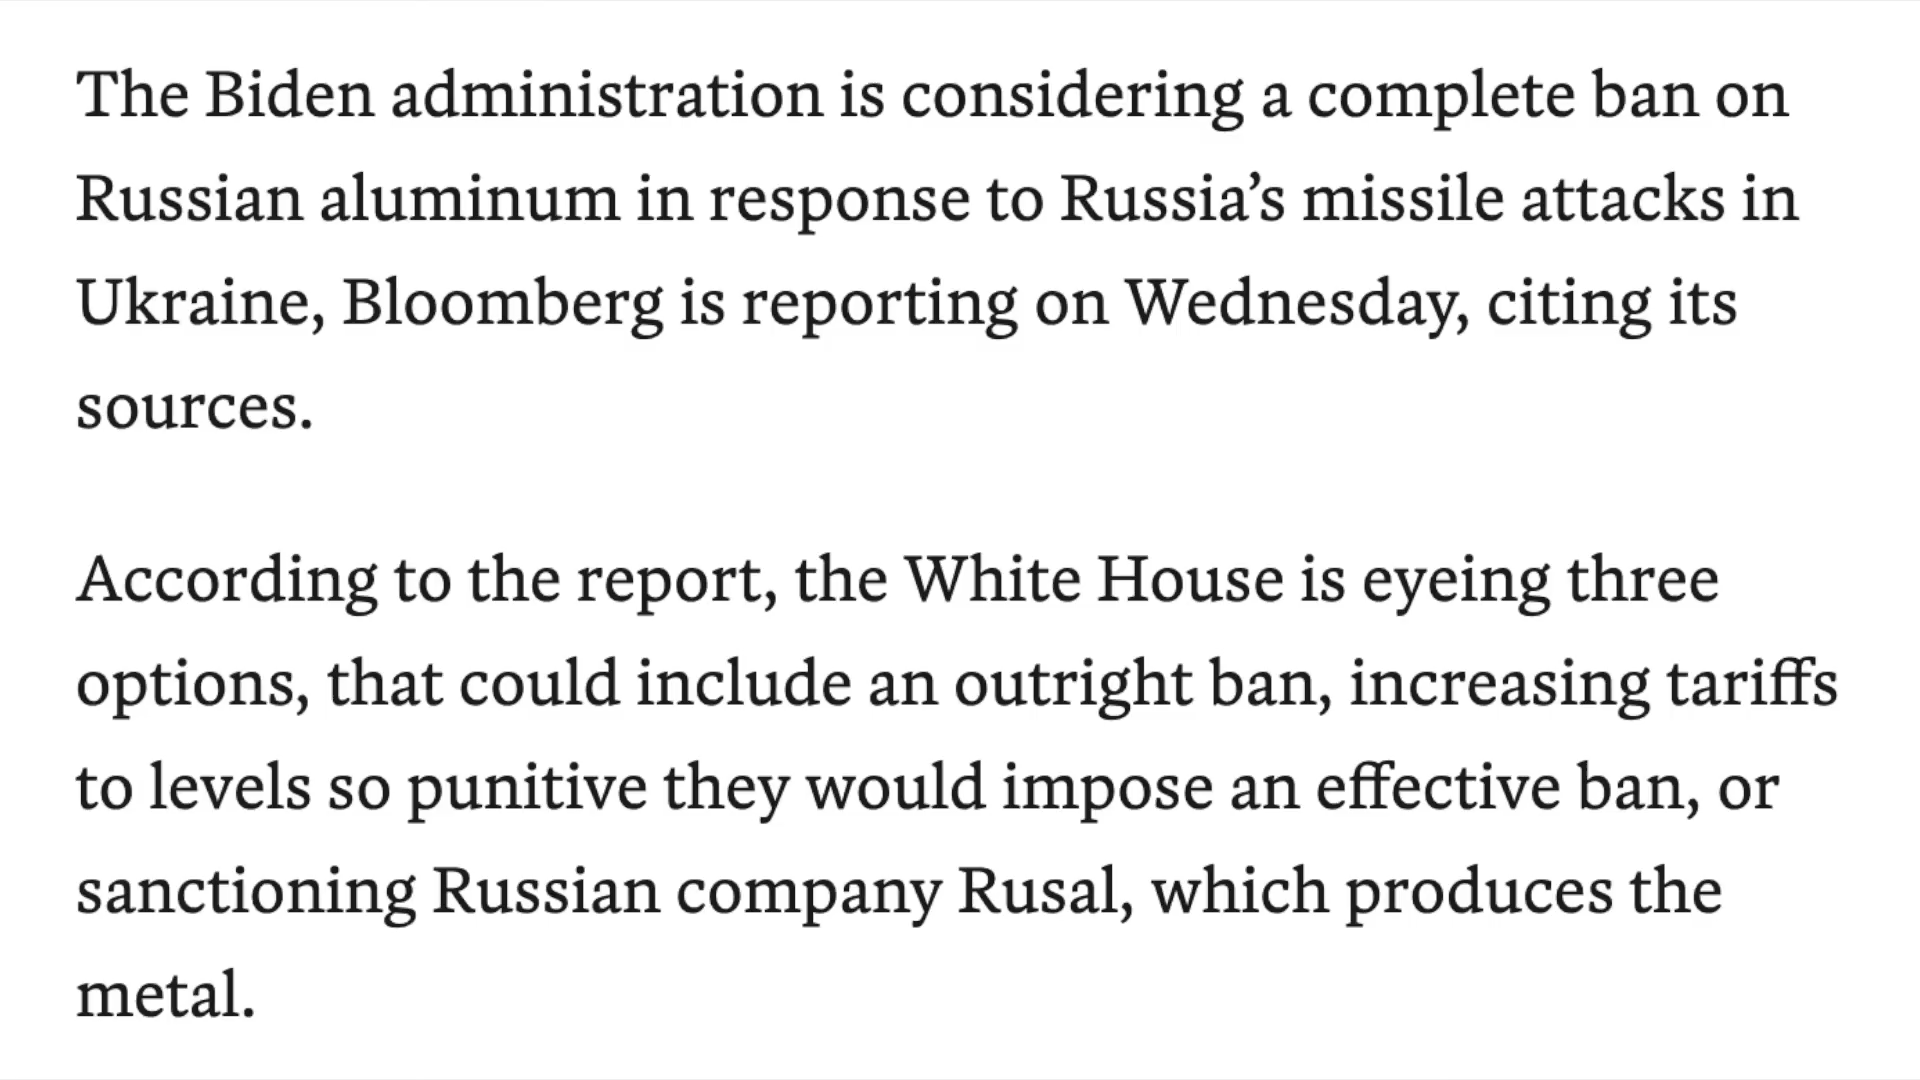 The Biden administration is considering a complete ban on
Russian aluminum in response to Russia’s missile attacks in
Ukraine, Bloomberg is reporting on Wednesday, citing its
sources.
According to the report, the White House is eyeing three
options, that could include an outright ban, increasing tariffs
to levels so punitive they would impose an effective ban, or
sanctioning Russian company Rusal, which produces the
metal.